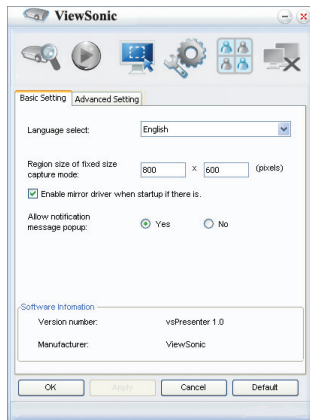 ViewSonic
Basic Setting Advanced Setting
Language select: English
Region size of fixed size
capture mode: 800 x 600 (pixels)
Enable mirror driver when startup if there is.
Allow notification
message popup: Yes No
Software Infomation
Version number: vsPresenter 1.0
Manufacturer: ViewSonic
OK Apply Cancel Default